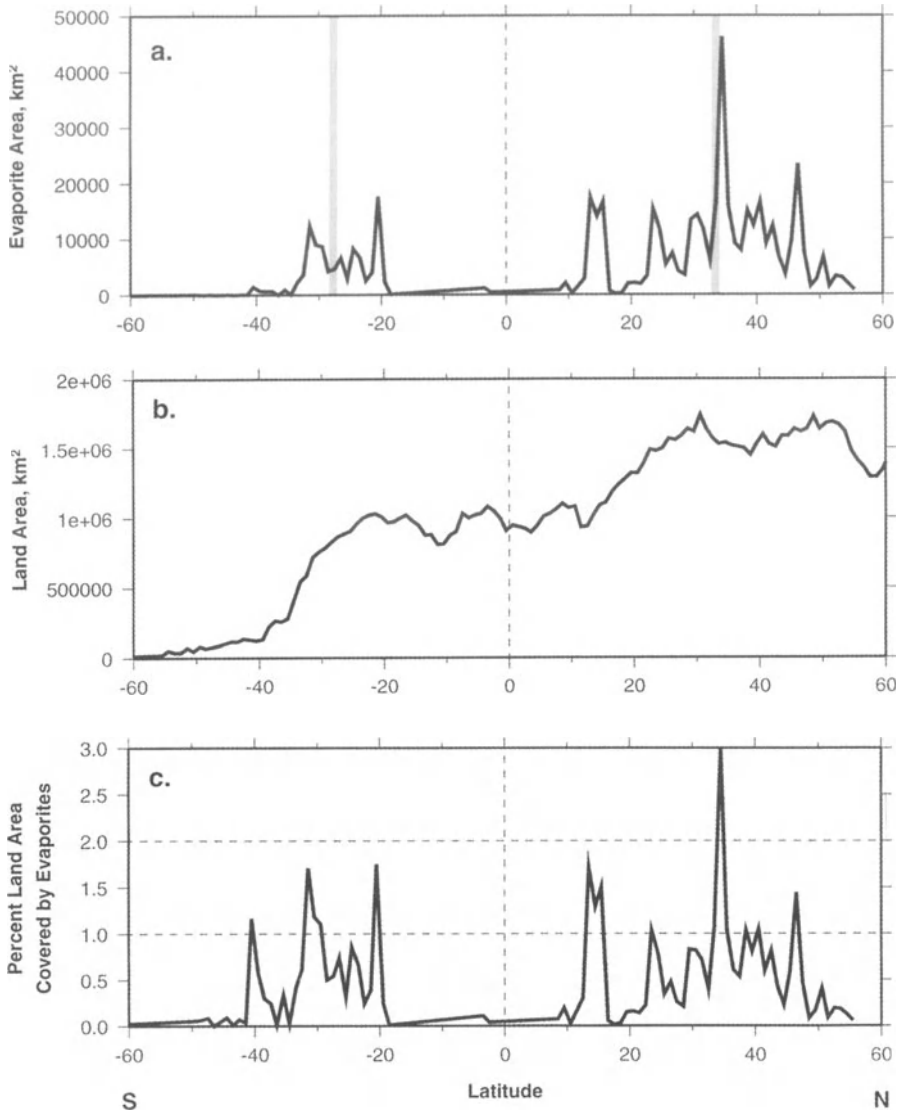 a.
Evaporite Area, km²
50000
40000
30000
20000
10000
0
-60 -40 -20 0 20 40 60
b.
Land Area, km²
2e+06
1.5e+06
1e+06
500000
0
-60 -40 -20 0 20 40 60
c.
Percent Land Area
Covered by Evaporites
3.0
2.5
2.0
1.5
1.0
0.5
0.0
-60 -40 -20 0 20 40 60
S Latitude N